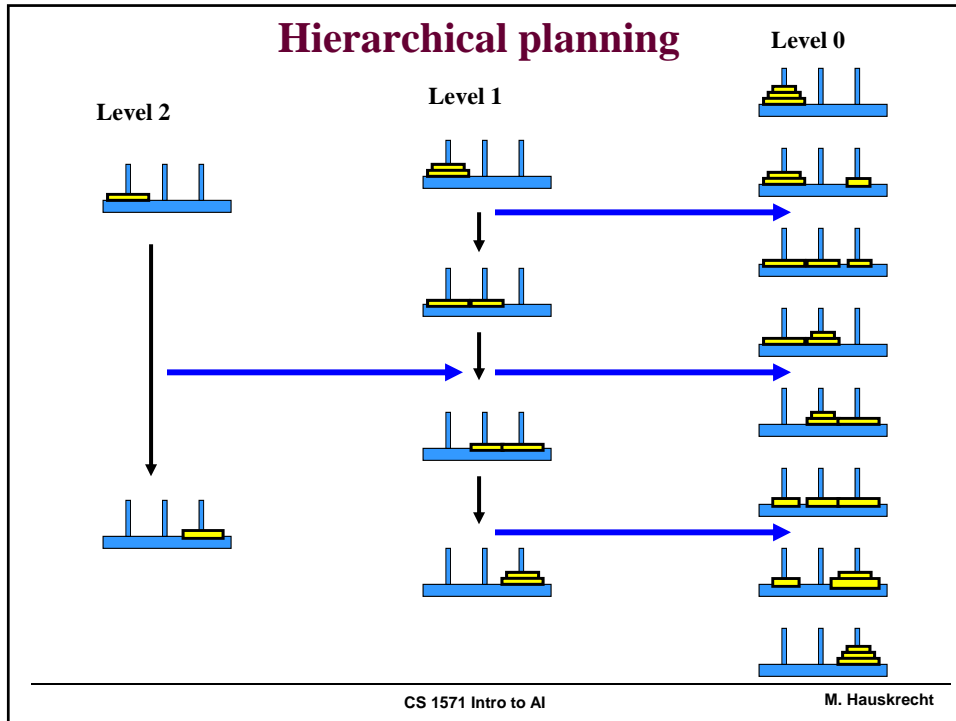 Hierarchical planning
Level 0
Level 1
Level 2
CS 1571 Intro to AI
M. Hauskrecht